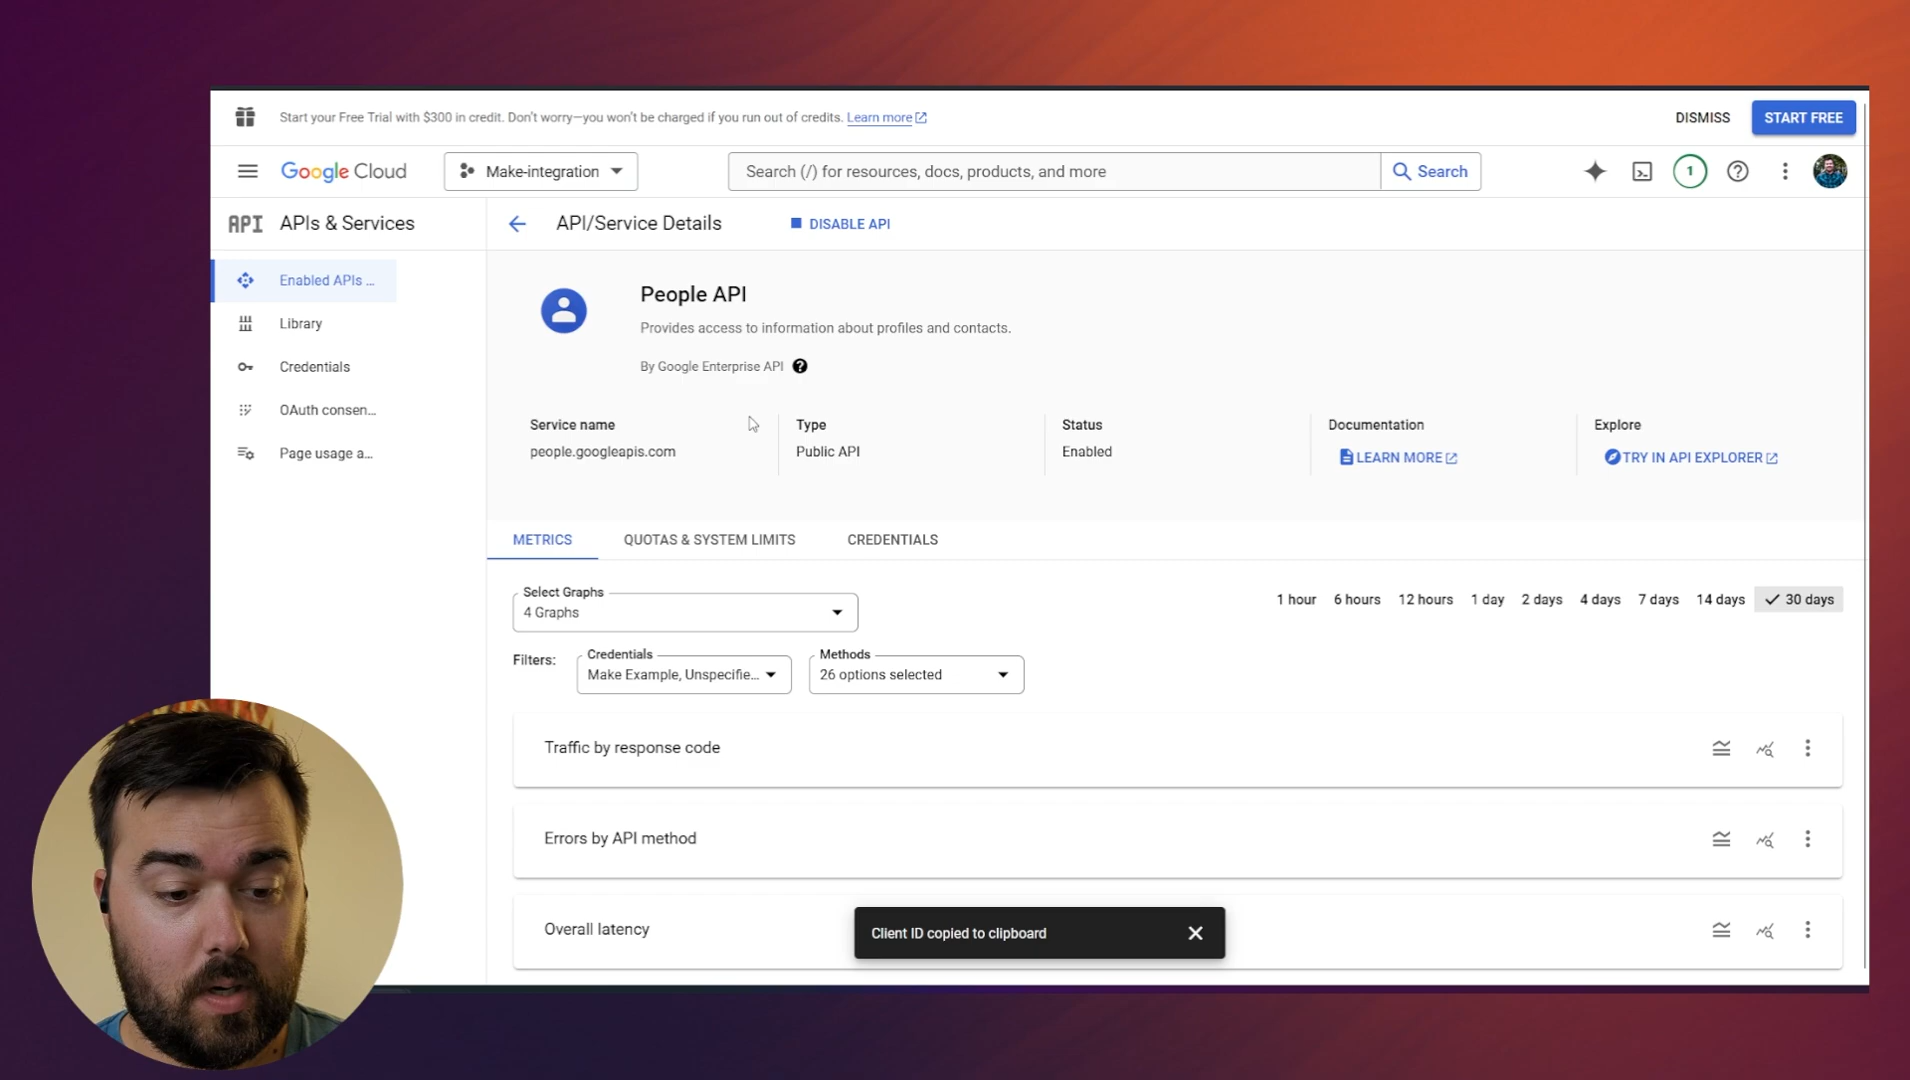 Start your Free Trial with $300 in credit. Don't worry—you won't be charged if you run out of credits. Learn more
DISMISS
START FREE
Google Cloud
Make-integration
Search (/) for resources, docs, products, and more
Search
1
API
APIs & Services
API/Service Details
DISABLE API
Enabled APIs ...
Library
Credentials
OAuth consen...
Page usage a...
People API
Provides access to information about profiles and contacts.
By Google Enterprise API
Service name
people.googleapis.com
Type
Public API
Status
Enabled
Documentation
LEARN MORE
Explore
TRY IN API EXPLORER
METRICS
QUOTAS & SYSTEM LIMITS
CREDENTIALS
Select Graphs
4 Graphs
1 hour 6 hours 12 hours 1 day 2 days 4 days 7 days 14 days 30 days
Filters:
Credentials
Make Example, Unspecifie...
Methods
26 options selected
Traffic by response code
Errors by API method
Overall latency
Client ID copied to clipboard